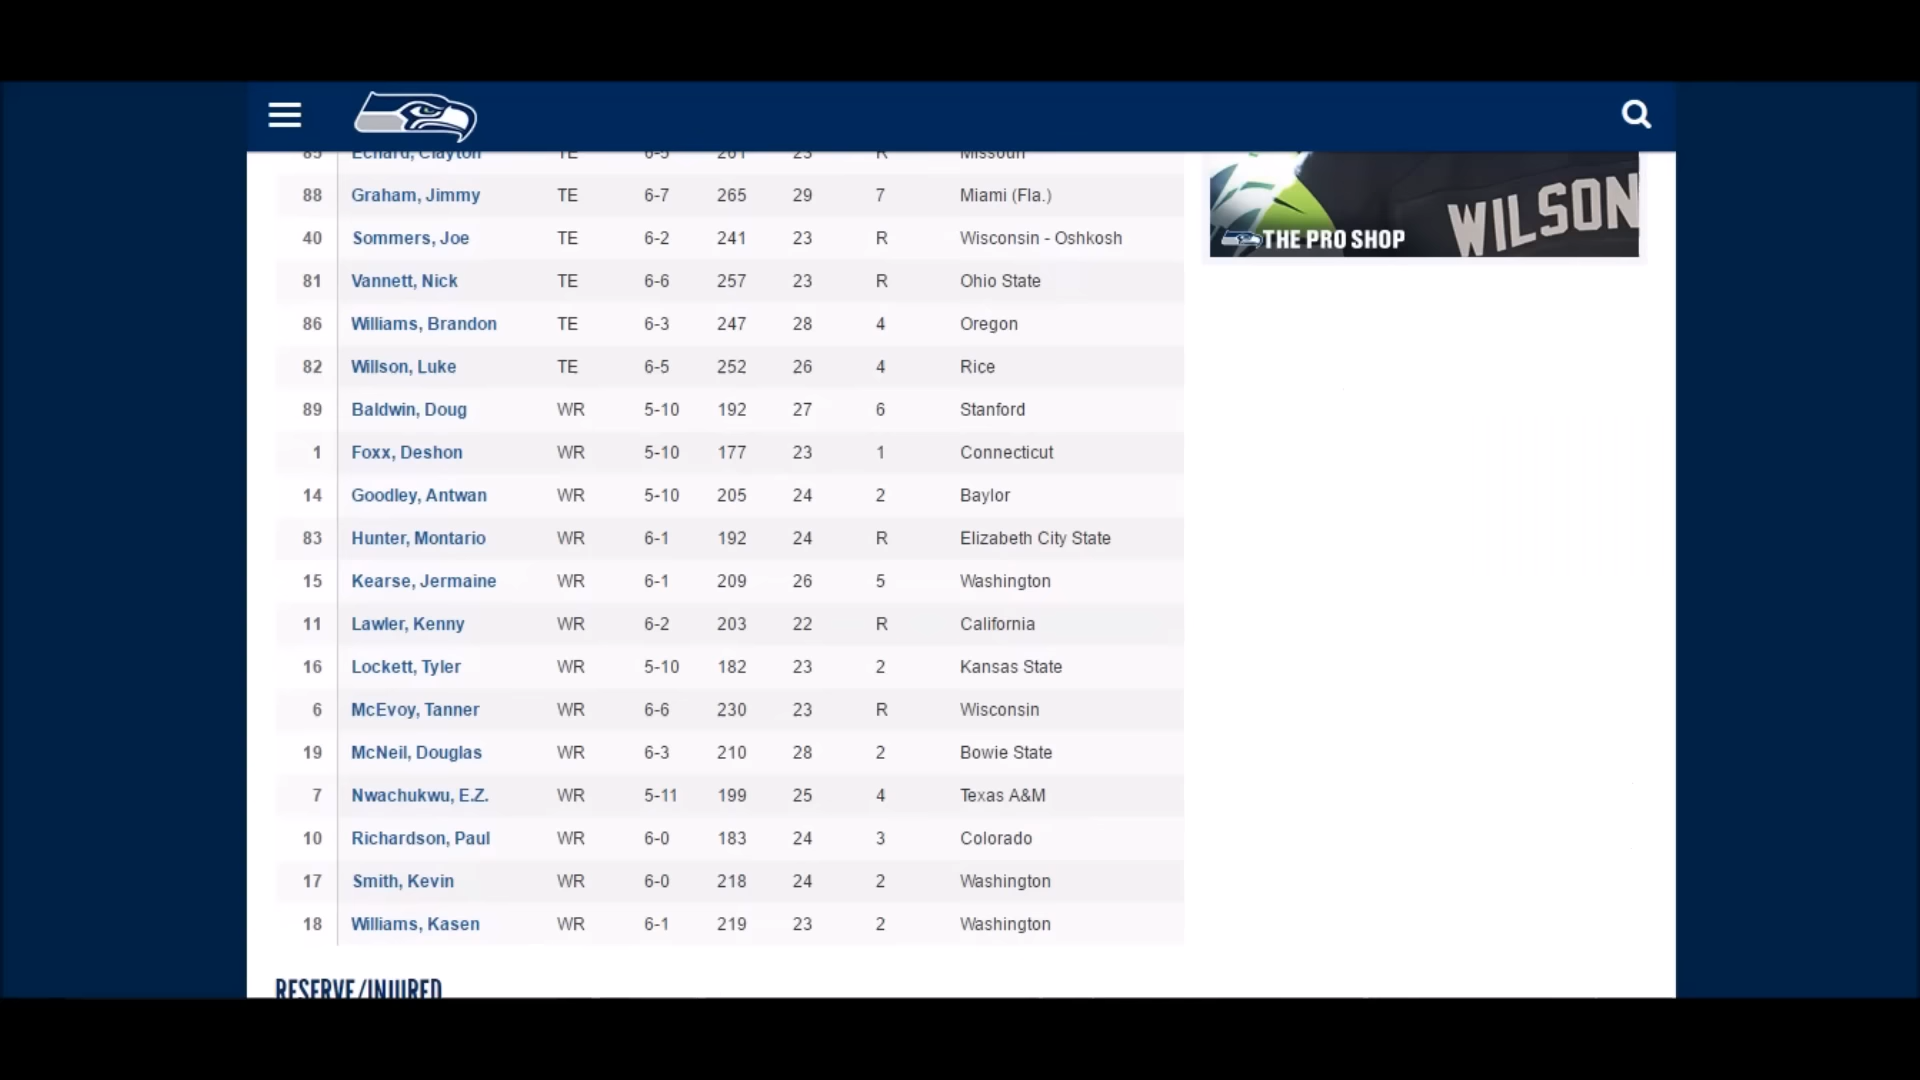 85 Echard, Clayton TE 6-5 261 23 R Missouri
88 Graham, Jimmy TE 6-7 265 29 7 Miami (Fla.)
40 Sommers, Joe TE 6-2 241 23 R Wisconsin - Oshkosh
81 Vannett, Nick TE 6-6 257 23 R Ohio State
86 Williams, Brandon TE 6-3 247 28 4 Oregon
82 Willson, Luke TE 6-5 252 26 4 Rice
89 Baldwin, Doug WR 5-10 192 27 6 Stanford
1 Foxx, Deshon WR 5-10 177 23 1 Connecticut
14 Goodley, Antwan WR 5-10 205 24 2 Baylor
83 Hunter, Montario WR 6-1 192 24 R Elizabeth City State
15 Kearse, Jermaine WR 6-1 209 26 5 Washington
11 Lawler, Kenny WR 6-2 203 22 R California
16 Lockett, Tyler WR 5-10 182 23 2 Kansas State
6 McEvoy, Tanner WR 6-6 230 23 R Wisconsin
19 McNeil, Douglas WR 6-3 210 28 2 Bowie State
7 Nwachukwu, E.Z. WR 5-11 199 25 4 Texas A&M
10 Richardson, Paul WR 6-0 183 24 3 Colorado
17 Smith, Kevin WR 6-0 218 24 2 Washington
18 Williams, Kasen WR 6-1 219 23 2 Washington
RESERVE/INJURED
WILSON
THE PRO SHOP